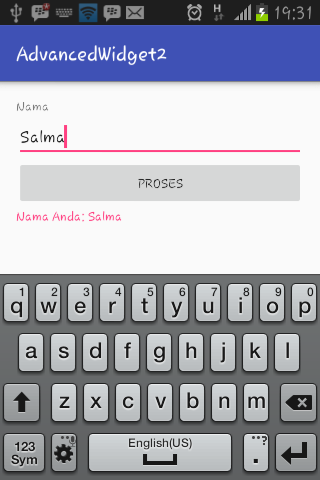 H 19:31
AdvancedWidget2
Nama
Salma
PROSES
Nama Anda: Salma
1 2 3 4 5 6 7 8 9 0
q w e r t y u i o p
a s d f g h j k l
z x c v b n m
123 Sym English(US) . ,,?